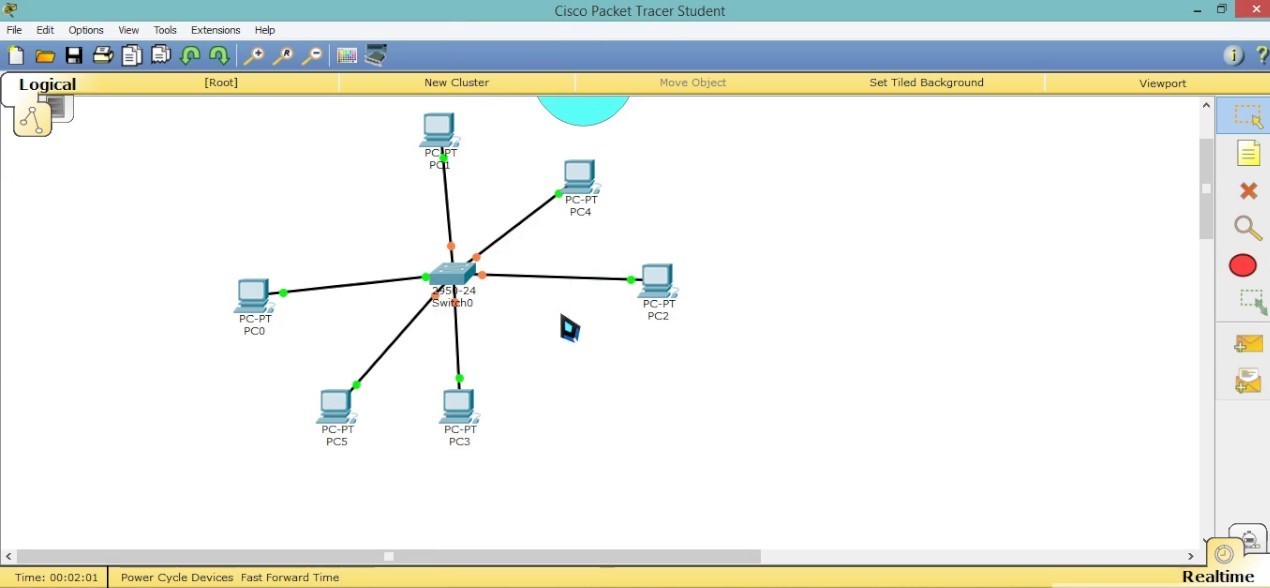 Cisco Packet Tracer Student
File Edit Options View Tools Extensions Help
Logical [Root] New Cluster Move Object Set Tiled Background Viewport
PC-PT
PC1
PC-PT
PC4
2950-24
Switch0
PC-PT
PC0
PC-PT
PC2
PC-PT
PC5
PC-PT
PC3
Time: 00:02:01 Power Cycle Devices Fast Forward Time Realtime